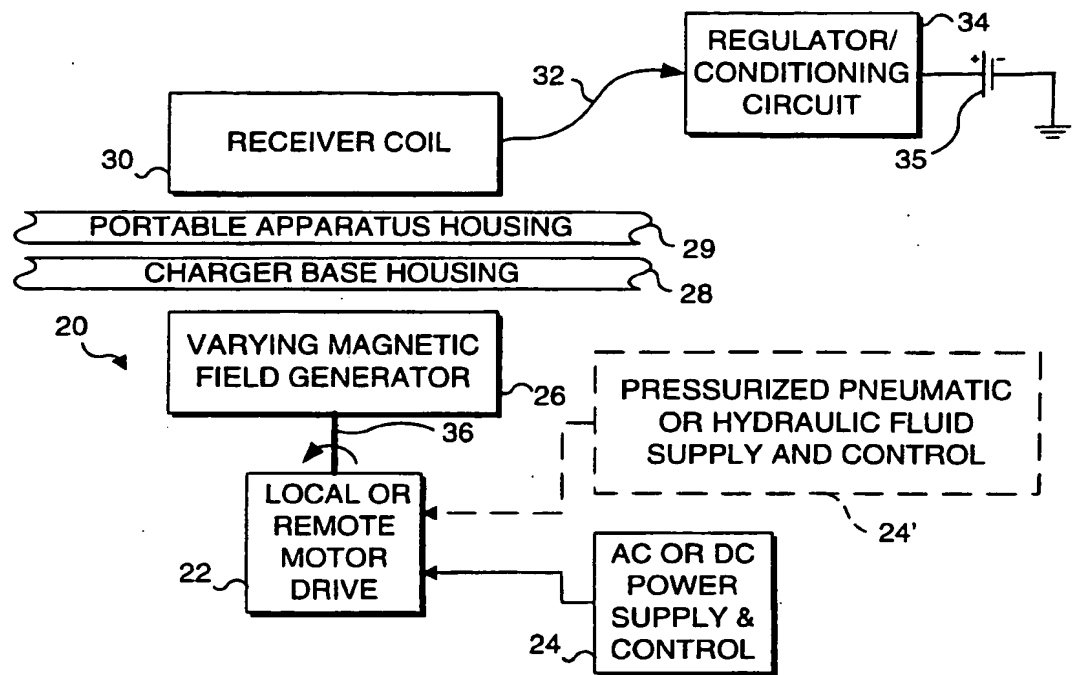 34
REGULATOR/
CONDITIONING
CIRCUIT
+ -
35
32
RECEIVER COIL
30
PORTABLE APPARATUS HOUSING
29
CHARGER BASE HOUSING
28
20
VARYING MAGNETIC
FIELD GENERATOR
26
36
PRESSURIZED PNEUMATIC
OR HYDRAULIC FLUID
SUPPLY AND CONTROL
24'
LOCAL OR
REMOTE
MOTOR
DRIVE
22
AC OR DC
POWER
SUPPLY &
CONTROL
24